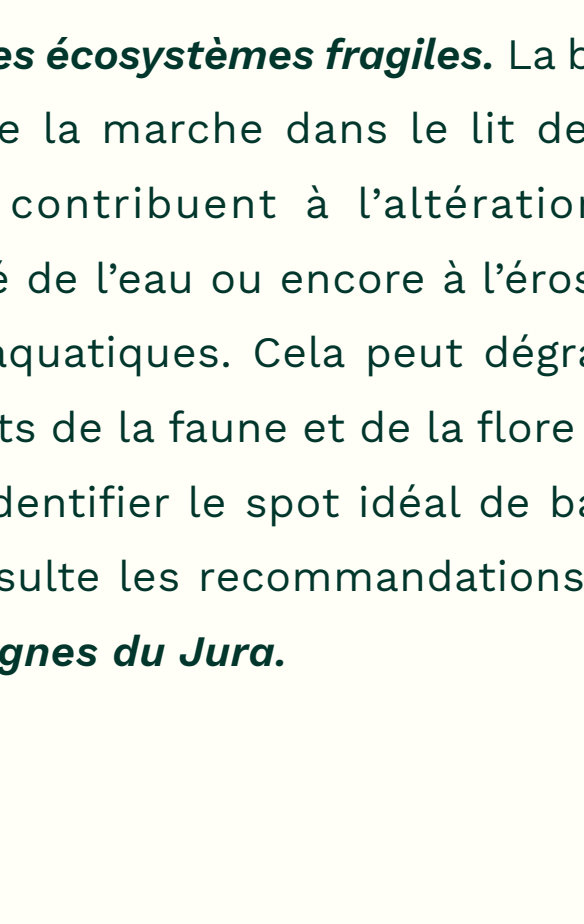 es écosystèmes fragiles. La b
e la marche dans le lit de
contribuent à l’altération
é de l’eau ou encore à l’éros
aquatiques. Cela peut dégra
ts de la faune et de la flore
dentifier le spot idéal de ba
sulte les recommandations
gnes du Jura.